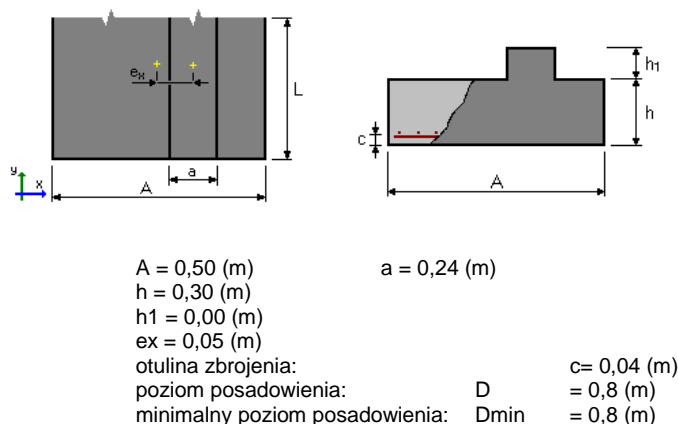 ex
L
y
x
A
a
h1
h
c
A
A = 0,50 (m) a = 0,24 (m)
h = 0,30 (m)
h1 = 0,00 (m)
ex = 0,05 (m)
otulina zbrojenia: c= 0,04 (m)
poziom posadowienia: D = 0,8 (m)
minimalny poziom posadowienia: Dmin = 0,8 (m)